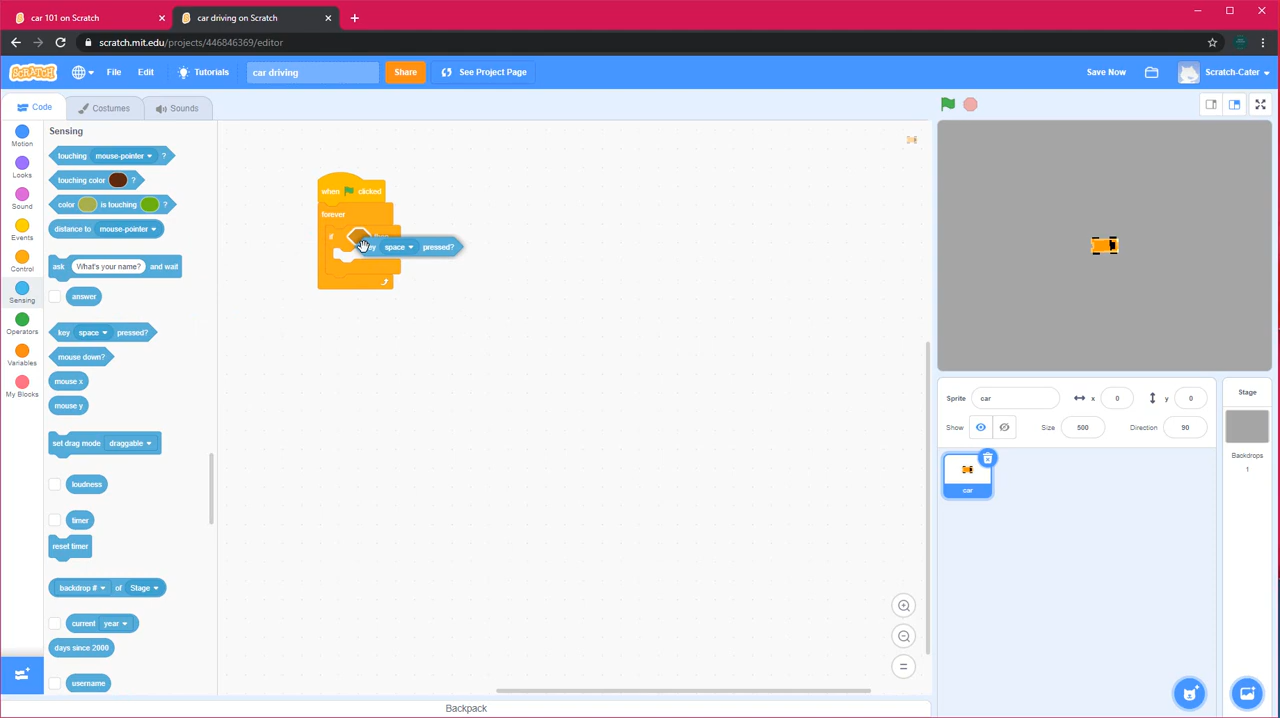 car 101 on Scratch
car driving on Scratch
scratch.mit.edu/projects/446846369/editor
SCRATCH
File
Edit
Tutorials
car driving
Share
See Project Page
Save Now
Scratch-Cater
Code
Costumes
Sounds
Motion
Looks
Sound
Events
Control
Sensing
Operators
Variables
My Blocks
Sensing
touching mouse-pointer ?
touching color ?
color is touching ?
distance to mouse-pointer
ask What's your name? and wait
answer
key space pressed?
mouse down?
mouse x
mouse y
set drag mode draggable
loudness
timer
reset timer
backdrop # of Stage
current year
days since 2000
username
when clicked
forever
if
space pressed?
Sprite car x 0 y 0
Show Size 500 Direction 90
car
Stage
Backdrops
1
Backpack